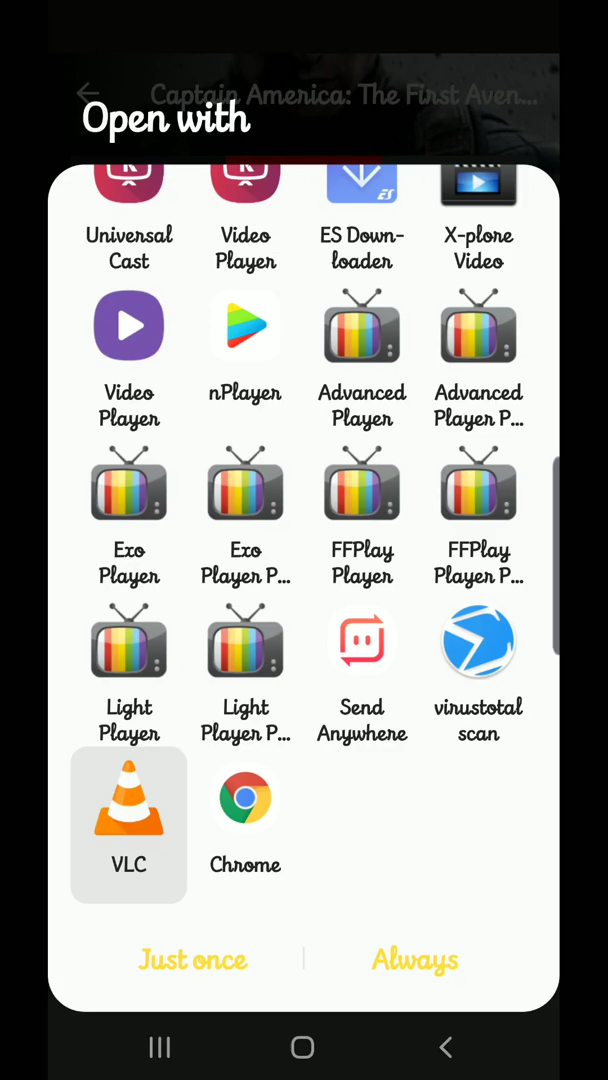 Captain America: The First Aven...
Open with
Universal Cast
Video Player
ES Down-loader
X-plore Video
ES
Video Player
nPlayer
Advanced Player
Advanced Player P...
Exo Player
Exo Player P...
FFPlay Player
FFPlay Player P...
Light Player
Light Player P...
Send Anywhere
virustotal scan
VLC
Chrome
Just once
Always